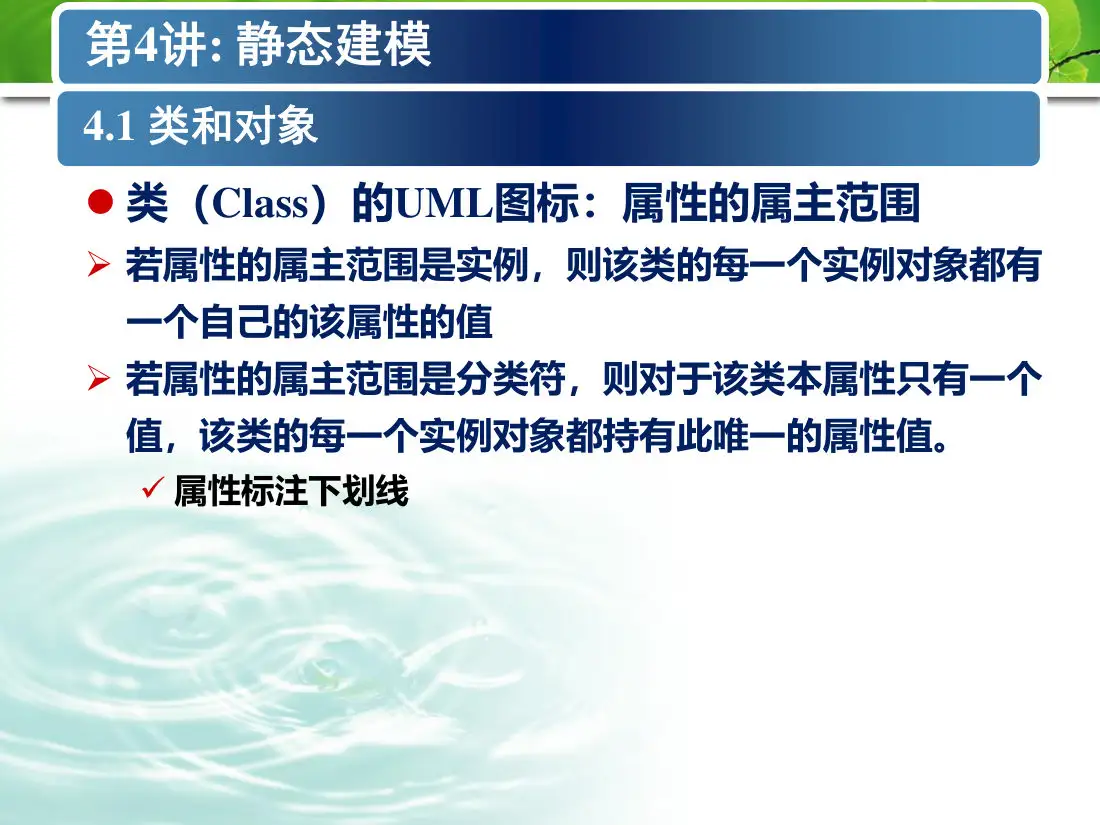 第4讲: 静态建模
4.1 类和对象
类（Class）的UML图标：属性的属主范围
若属性的属主范围是实例，则该类的每一个实例对象都有
一个自己的该属性的值
若属性的属主范围是分类符，则对于该类本属性只有一个
值，该类的每一个实例对象都持有此唯一的属性值。
属性标注下划线